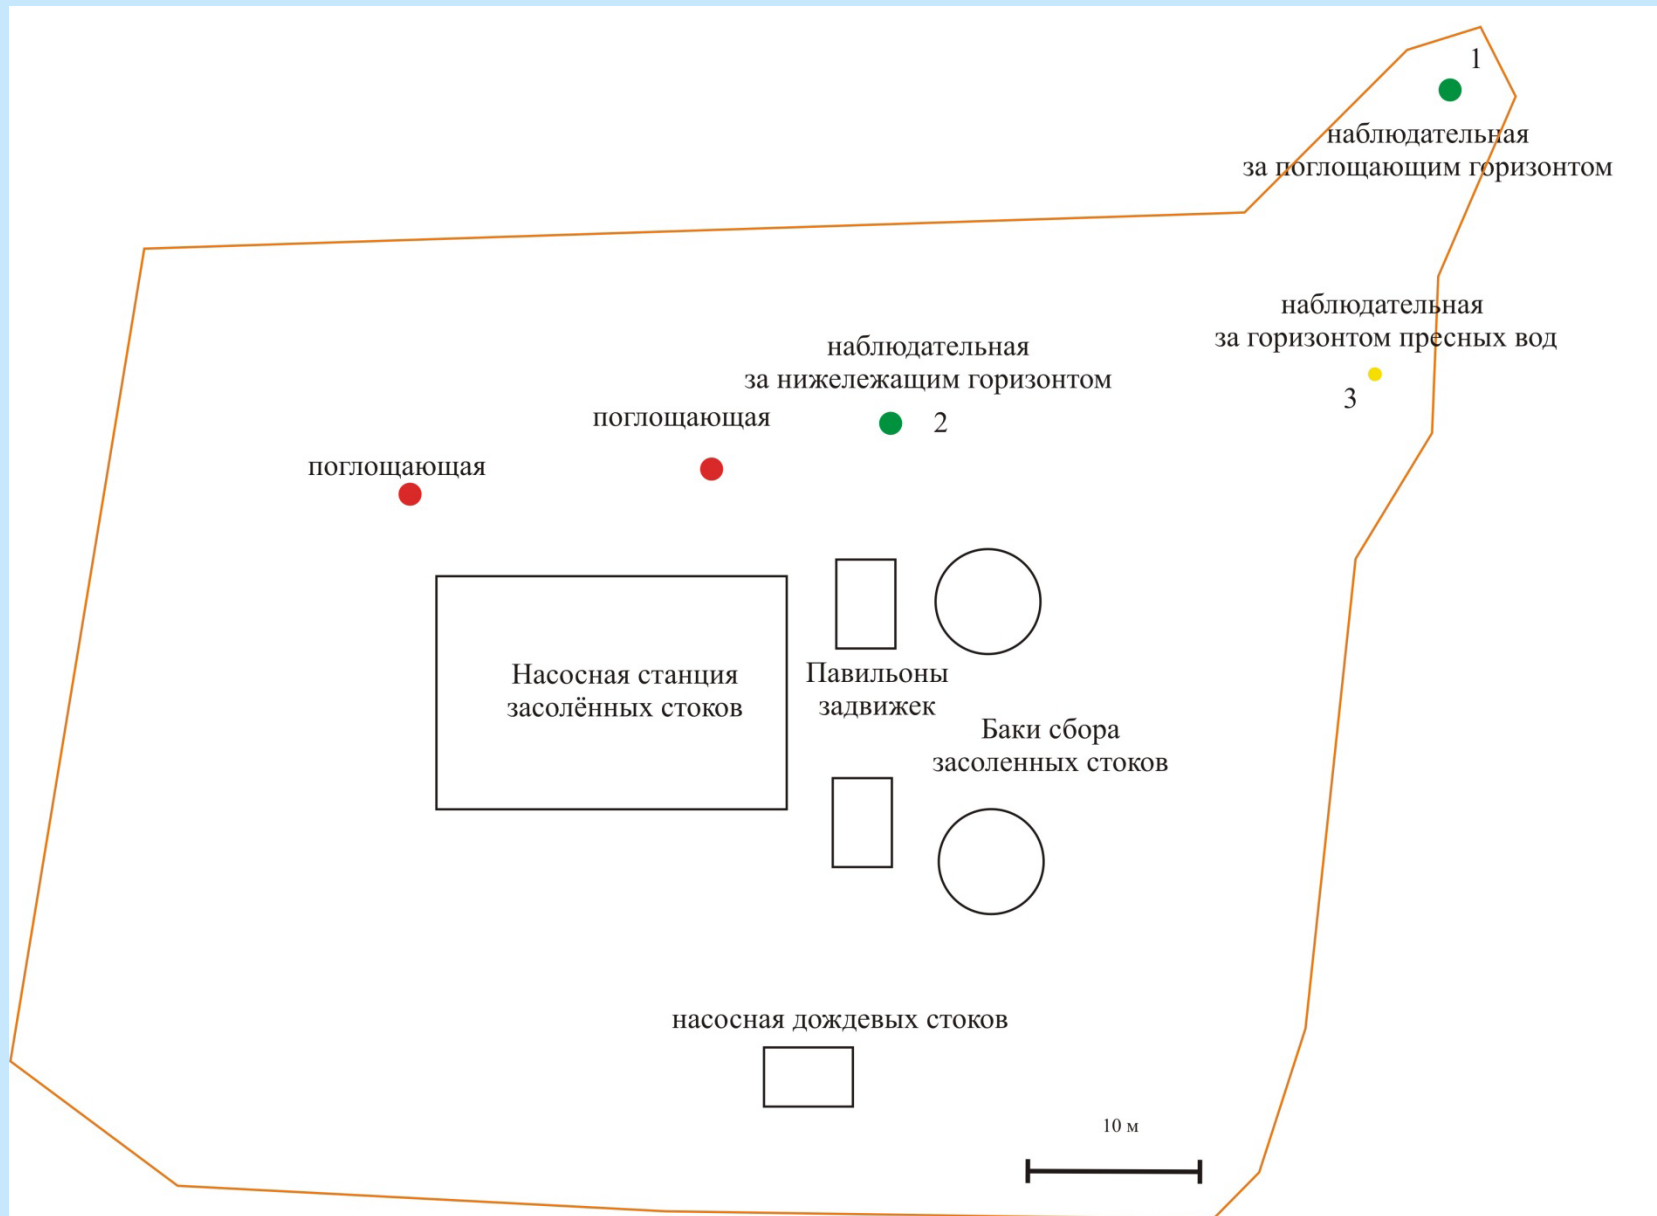 1
наблюдательная
за поглощающим горизонтом
наблюдательная
за горизонтом пресных вод
3
наблюдательная
за нижележащим горизонтом
2
поглощающая
поглощающая
Насосная станция
засолённых стоков
Павильоны
задвижек
Баки сбора
засоленных стоков
насосная дождевых стоков
10 м